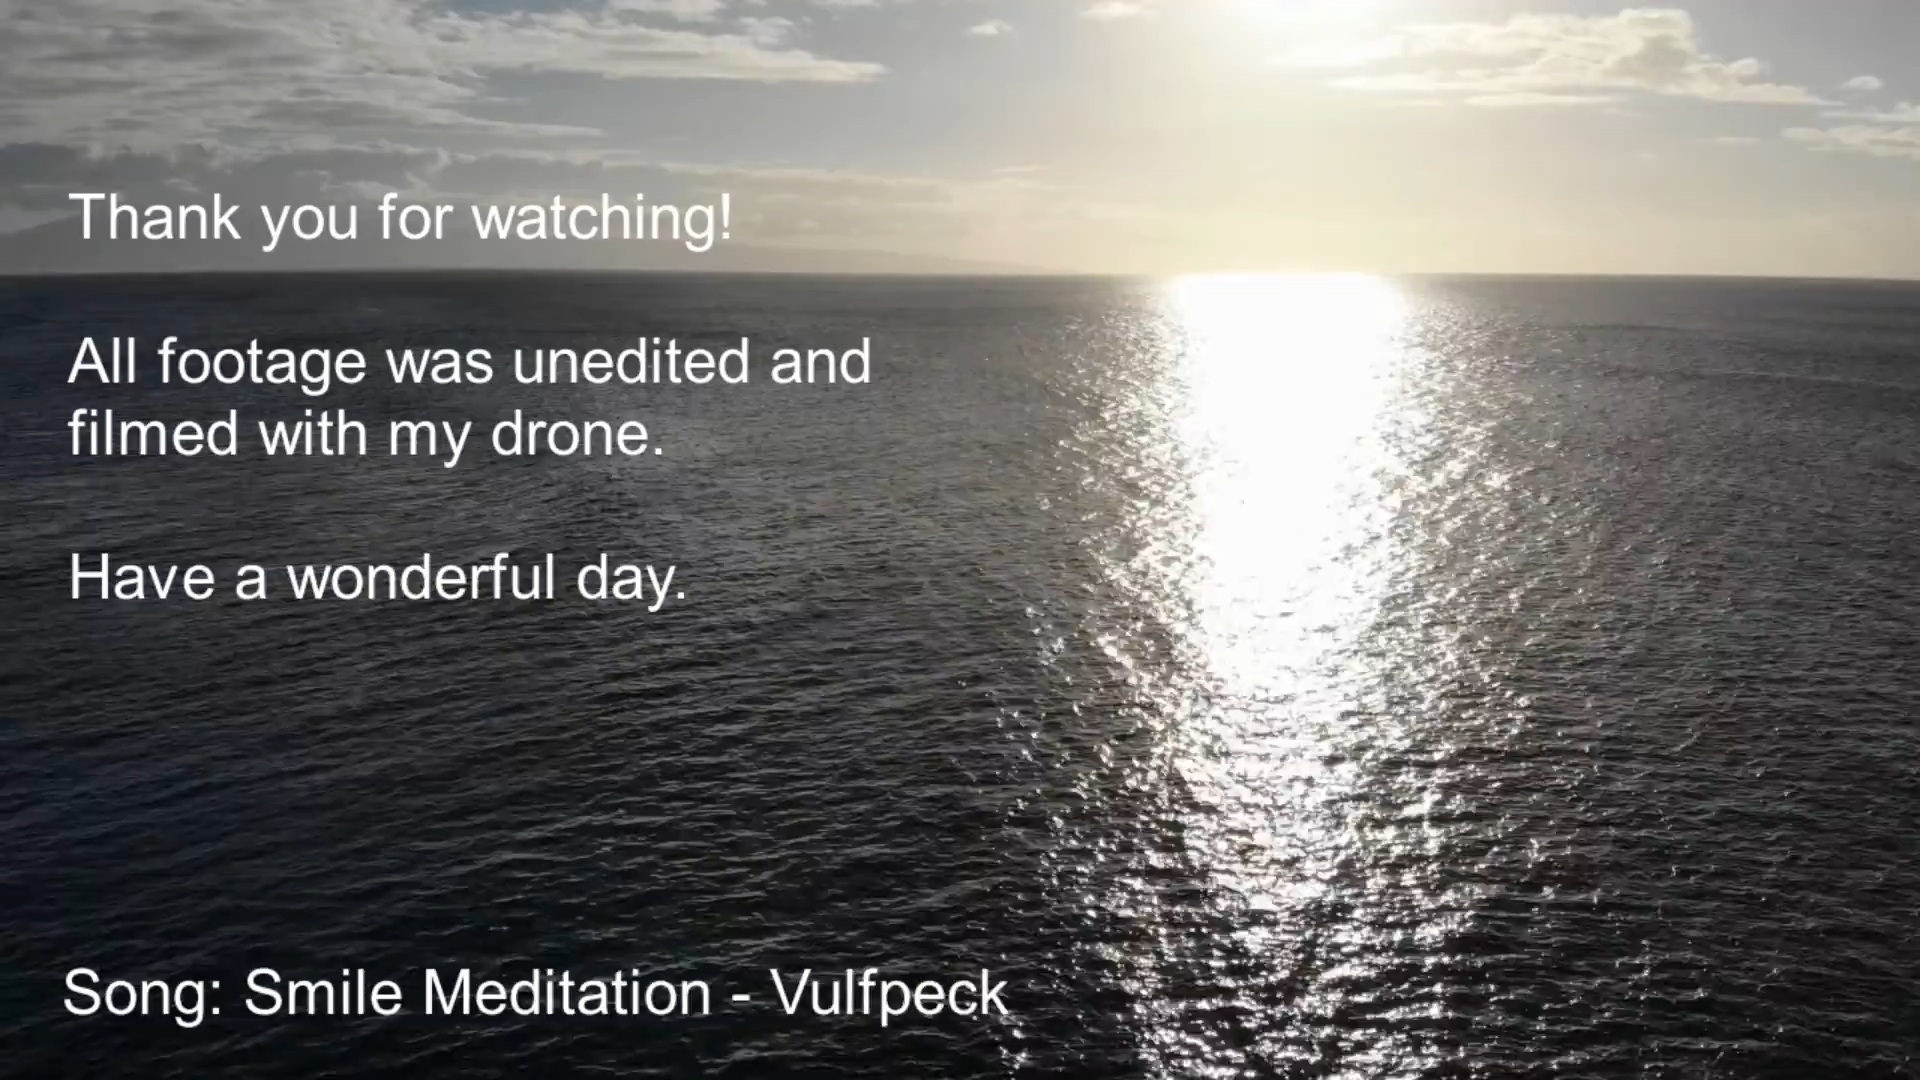 Thank you for watching!
All footage was unedited and
filmed with my drone.
Have a wonderful day.
Song: Smile Meditation - Vulfpeck